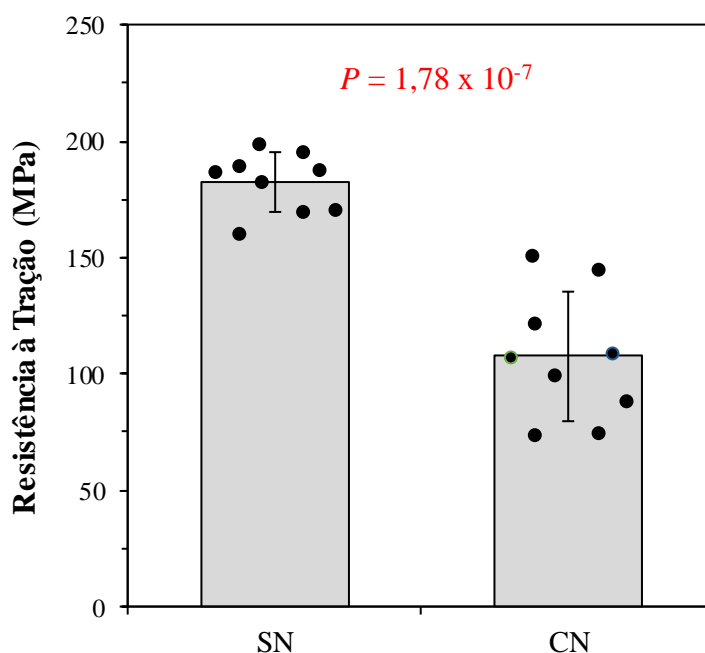 250
P = 1,78 x 10⁻⁷
200
150
100
50
0
Resistência à Tração (MPa)
SN CN